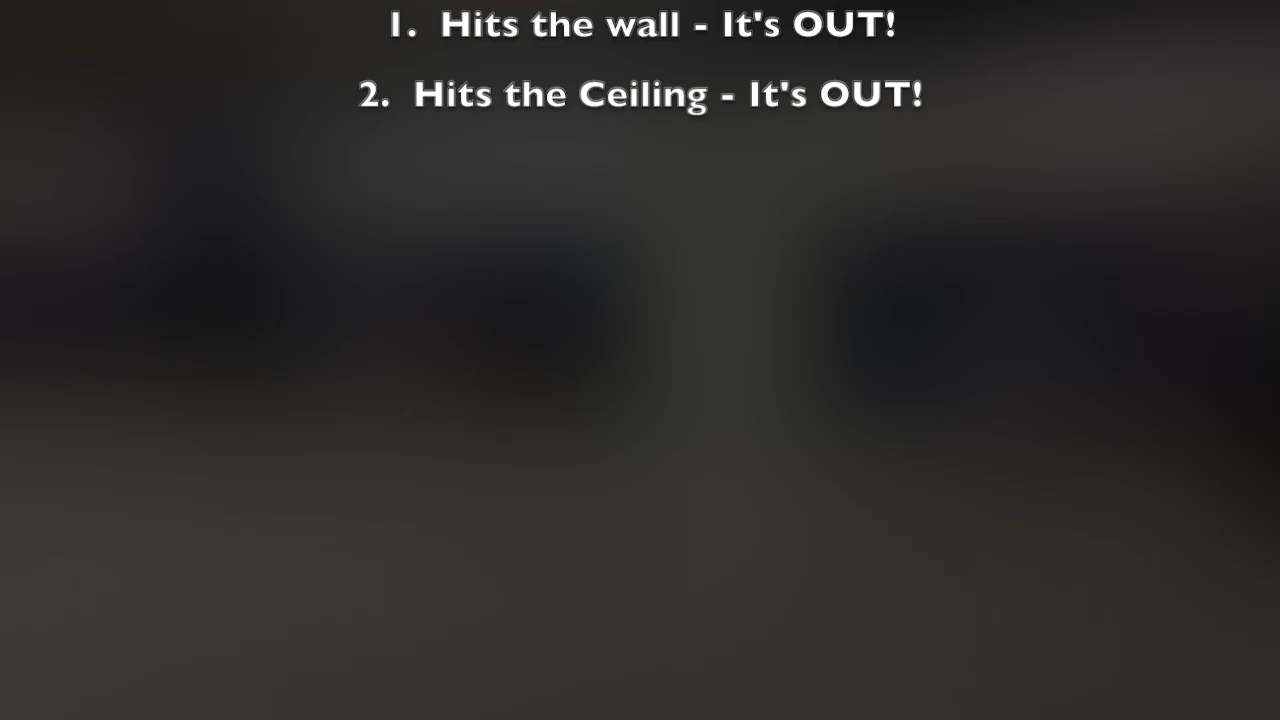 1. Hits the wall - It's OUT!
2. Hits the Ceiling - It's OUT!